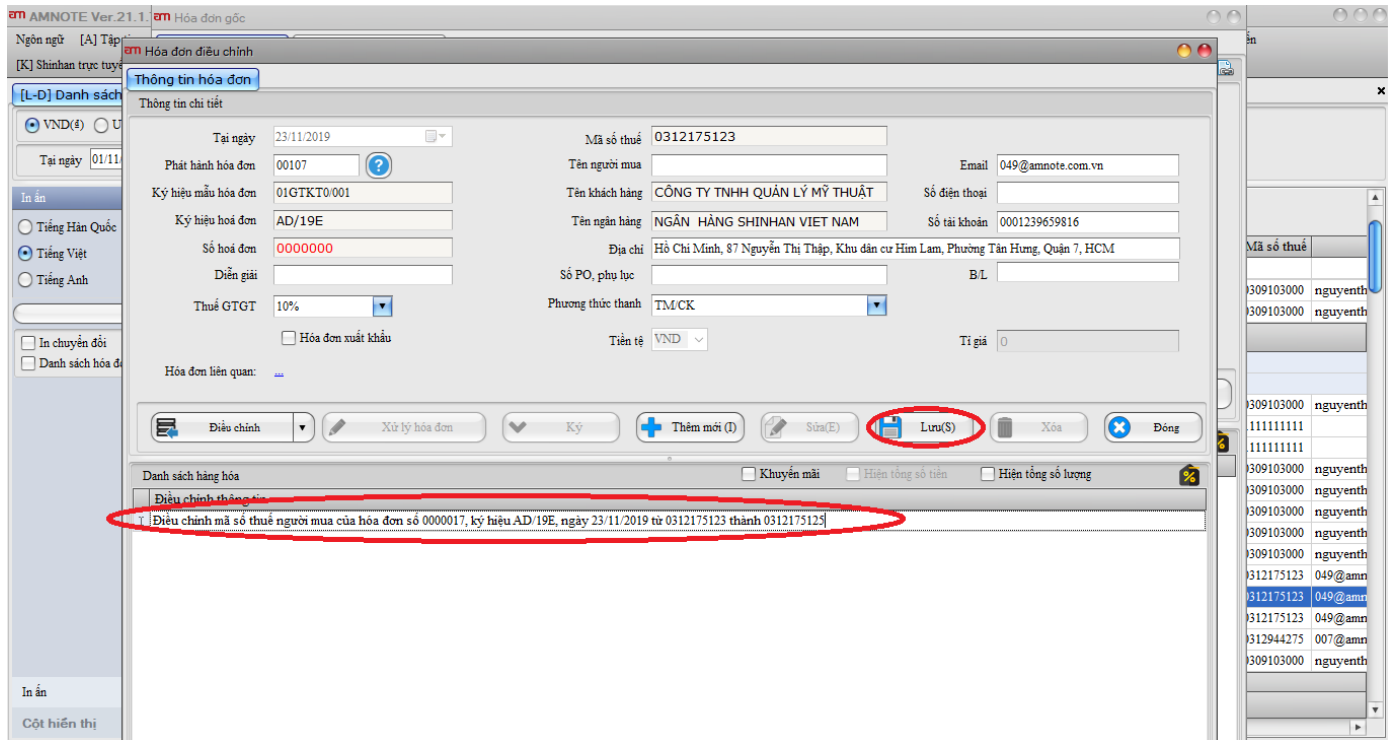 am AMNOTE Ver.21.1. am Hóa đơn gốc
Ngôn ngữ [A] Tập
[K] Shinhan trực tuyế
am Hóa đơn điều chỉnh
Thông tin hóa đơn
[L-D] Danh sách
Thông tin chi tiết
VND(đ) U
Tại ngày 01/11/
Tại ngày 23/11/2019 Mã số thuế 0312175123
Phát hành hóa đơn 00107 ? Tên người mua Email 049@amnote.com.vn
Ký hiệu mẫu hóa đơn 01GTKT0/001 Tên khách hàng CÔNG TY TNHH QUẢN LÝ MỸ THUẬT Số điện thoại
Ký hiệu hoá đơn AD/19E Tên ngân hàng NGÂN HÀNG SHINHAN VIET NAM Số tài khoản 0001239659816
Số hoá đơn 0000000 Địa chỉ Hồ Chi Minh, 87 Nguyễn Thị Thập, Khu dân cư Him Lam, Phường Tân Hưng, Quận 7, HCM
Diễn giải Số PO, phụ lục B/L
Thuế GTGT 10% Phương thức thanh TM/CK
Hóa đơn xuất khẩu Tiền tệ VND Tỉ giá 0
Hóa đơn liên quan: ...
In ấn
Tiếng Hàn Quốc
Tiếng Việt
Tiếng Anh
In chuyển đổi
Danh sách hóa đ
Điều chỉnh Xử lý hóa đơn Ký Thêm mới (I) Sửa(E) Lưu(S) Xóa Đóng
Danh sách hàng hóa Khuyến mãi Hiện tổng số tiền Hiện tổng số lượng
Điều chỉnh thông tin
Điều chỉnh mã số thuế người mua của hóa đơn số 0000017, ký hiệu AD/19E, ngày 23/11/2019 từ 0312175123 thành 0312175125
In ấn
Cột hiển thị
Mã số thuế
0309103000 nguyenth
0309103000 nguyenth
0309103000 nguyenth
.111111111
.111111111
0309103000 nguyenth
0309103000 nguyenth
0309103000 nguyenth
0309103000 nguyenth
0309103000 nguyenth
0312175123 049@amn
0312175123 049@amn
0312175123 049@amn
0312944275 007@amn
0309103000 nguyenth